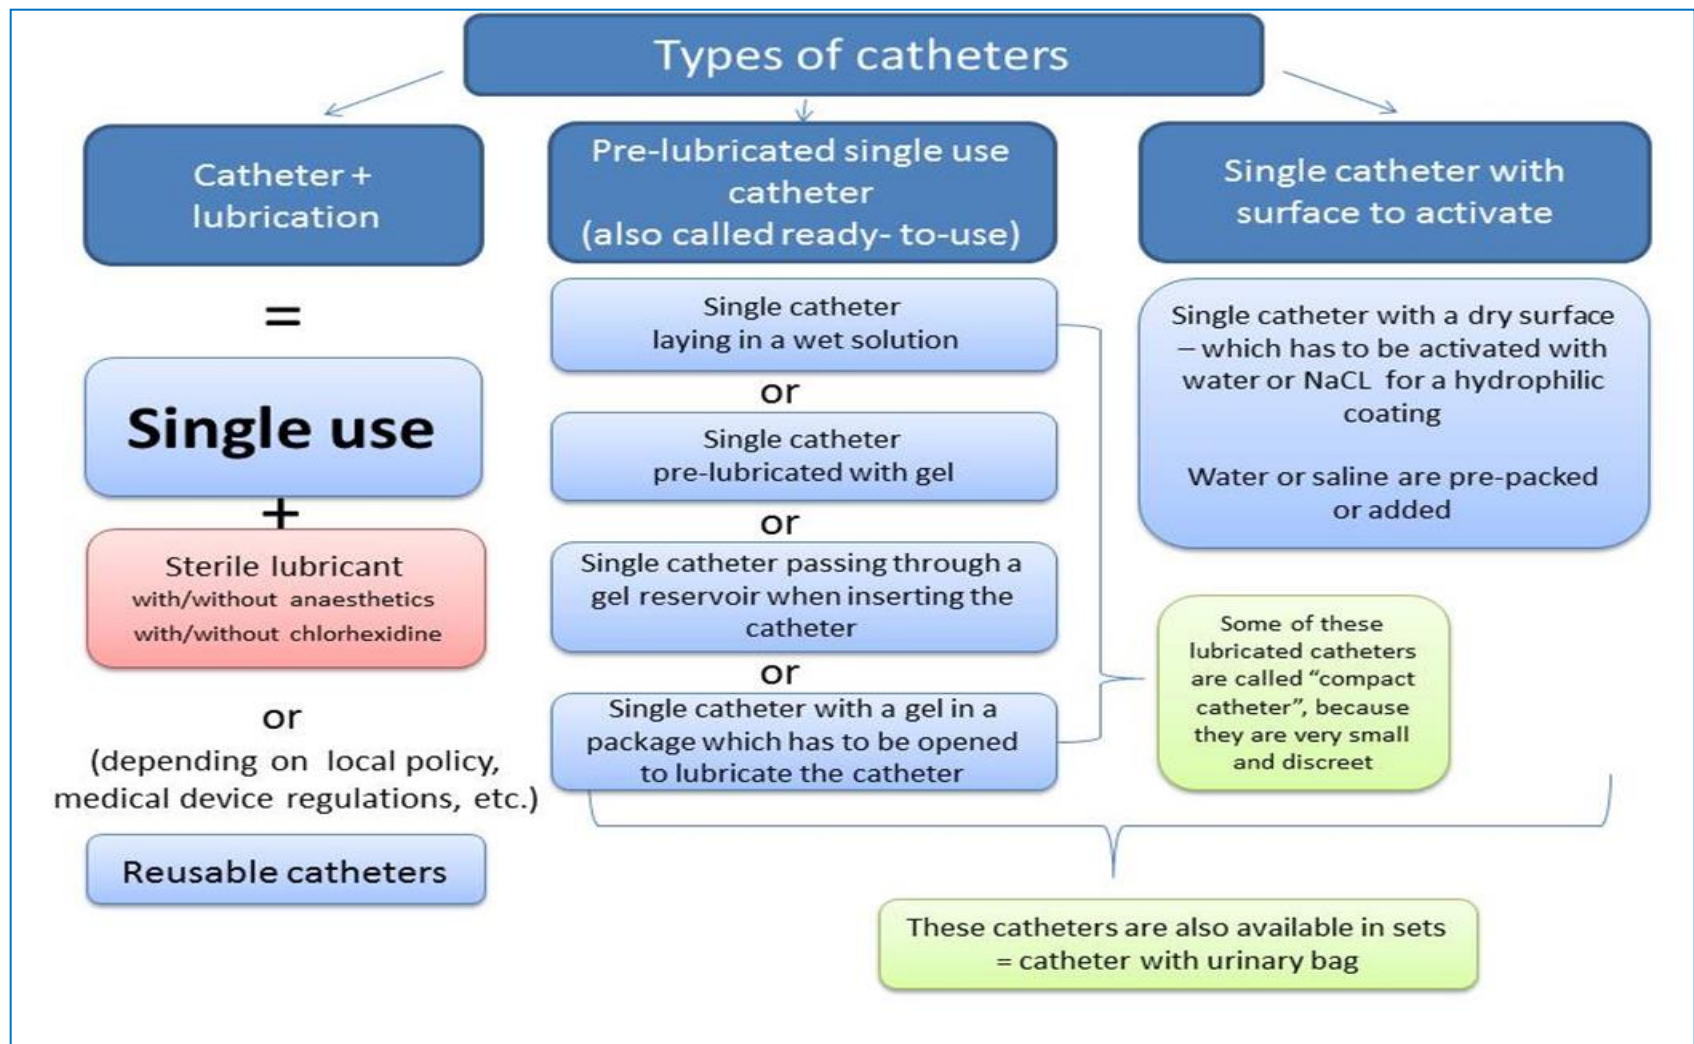 Types of catheters
Catheter +
lubrication
=
Single use
+
Sterile lubricant
with/without anaesthetics
with/without chlorhexidine
or
(depending on local policy,
medical device regulations, etc.)
Reusable catheters
Pre-lubricated single use
catheter
(also called ready- to-use)
Single catheter
laying in a wet solution
or
Single catheter
pre-lubricated with gel
or
Single catheter passing through a
gel reservoir when inserting the
catheter
or
Single catheter with a gel in a
package which has to be opened
to lubricate the catheter
Single catheter with
surface to activate
Single catheter with a dry surface
– which has to be activated with
water or NaCL for a hydrophilic
coating
Water or saline are pre-packed
or added
Some of these
lubricated catheters
are called “compact
catheter”, because
they are very small
and discreet
These catheters are also available in sets
= catheter with urinary bag